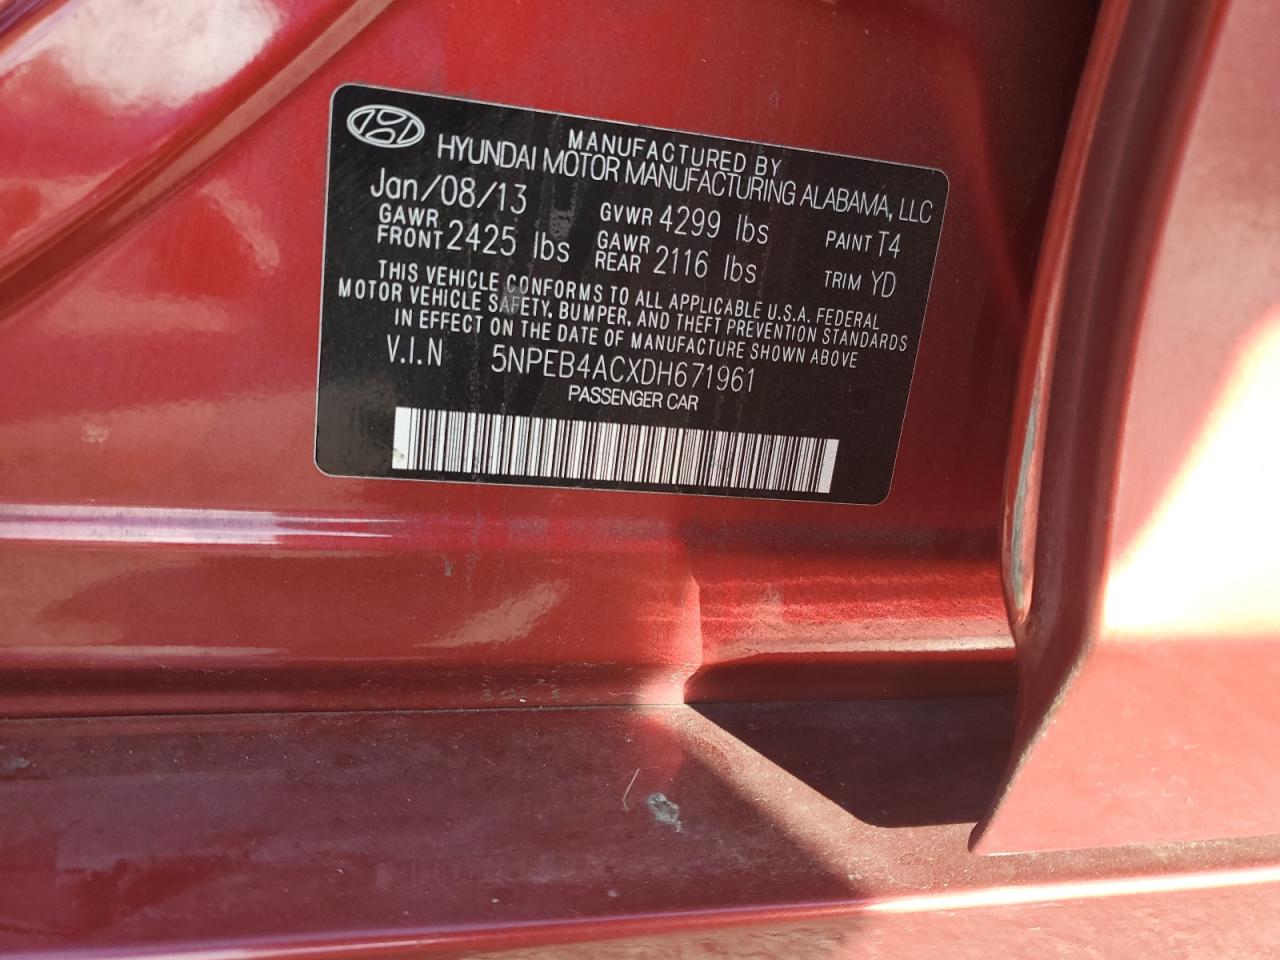 MANUFACTURED BY
HYUNDAI MOTOR MANUFACTURING ALABAMA, LLC
Jan/08/13 GVWR 4299 lbs PAINT T4
GAWR FRONT 2425 lbs GAWR REAR 2116 lbs TRIM YD
THIS VEHICLE CONFORMS TO ALL APPLICABLE U.S.A. FEDERAL
MOTOR VEHICLE SAFETY, BUMPER, AND THEFT PREVENTION STANDARDS
IN EFFECT ON THE DATE OF MANUFACTURE SHOWN ABOVE
V.I.N 5NPEB4ACXDH671961
PASSENGER CAR